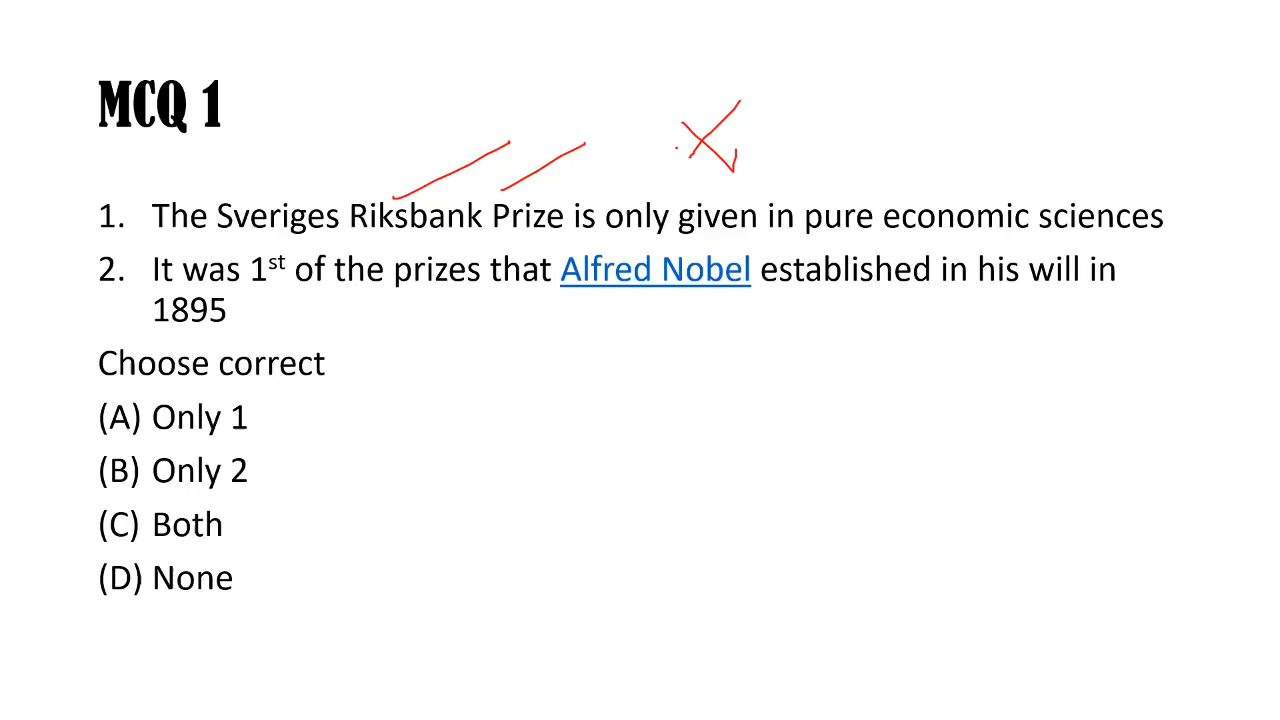 MCQ 1
1. The Sveriges Riksbank Prize is only given in pure economic sciences
2. It was 1st of the prizes that Alfred Nobel established in his will in
1895
Choose correct
(A) Only 1
(B) Only 2
(C) Both
(D) None